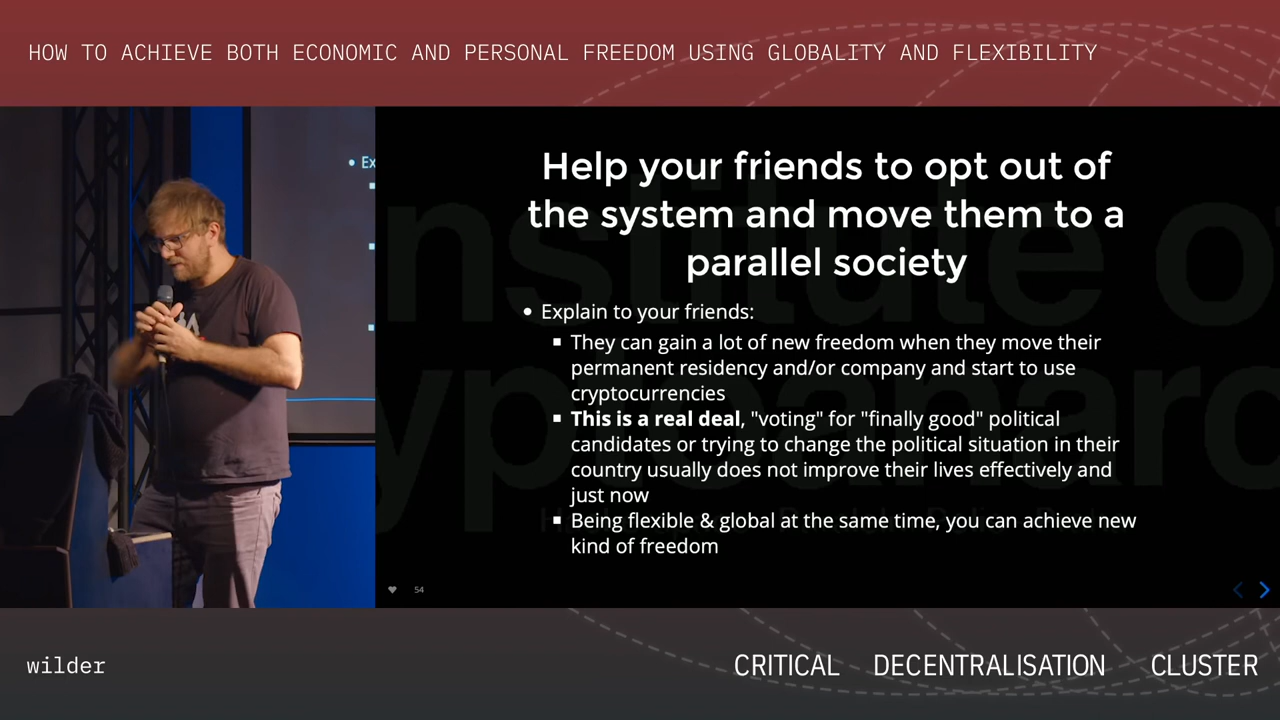 HOW TO ACHIEVE BOTH ECONOMIC AND PERSONAL FREEDOM USING GLOBALITY AND FLEXIBILITY
• Ex
Help your friends to opt out of
the system and move them to a
parallel society
• Explain to your friends:
▪ They can gain a lot of new freedom when they move their
permanent residency and/or company and start to use
cryptocurrencies
▪ This is a real deal, "voting" for "finally good" political
candidates or trying to change the political situation in their
country usually does not improve their lives effectively and
just now
▪ Being flexible & global at the same time, you can achieve new
kind of freedom
54
wilder
CRITICAL DECENTRALISATION CLUSTER